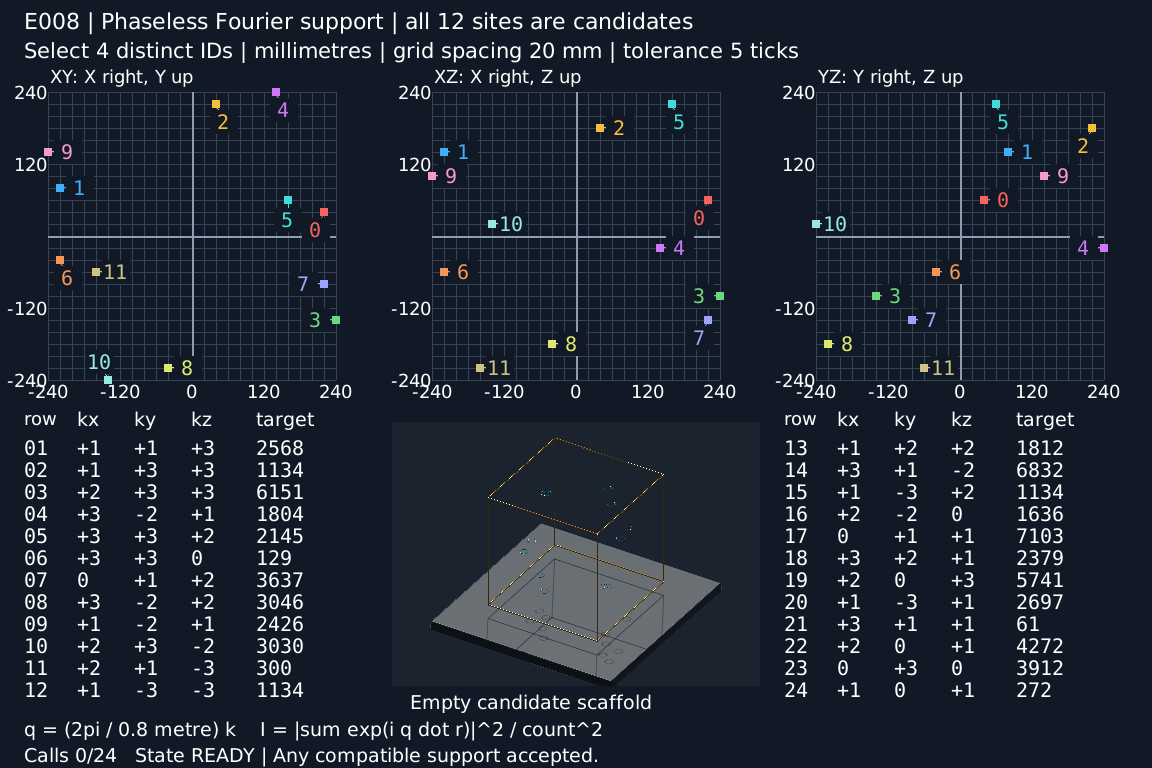 E008 | Phaseless Fourier support | all 12 sites are candidates
Select 4 distinct IDs | millimetres | grid spacing 20 mm | tolerance 5 ticks
XY: X right, Y up
XZ: X right, Z up
YZ: Y right, Z up
240
120
-120
-240
-240 -120 0 120 240
2
4
9
1
5
0
6
11
7
3
10
8
240
120
-120
-240
-240 -120 0 120 240
5
2
1
9
10
0
4
6
3
7
8
11
240
120
-120
-240
-240 -120 0 120 240
5
2
1
9
0
10
4
6
3
7
8
11
row kx ky kz target
01 +1 +1 +3 2568
02 +1 +3 +3 1134
03 +2 +3 +3 6151
04 +3 -2 +1 1804
05 +3 +3 +2 2145
06 +3 +3 0 129
07 0 +1 +2 3637
08 +3 -2 +2 3046
09 +1 -2 +1 2426
10 +2 +3 -2 3030
11 +2 +1 -3 300
12 +1 -3 -3 1134
Empty candidate scaffold
row kx ky kz target
13 +1 +2 +2 1812
14 +3 +1 -2 6832
15 +1 -3 +2 1134
16 +2 -2 0 1636
17 0 +1 +1 7103
18 +3 +2 +1 2379
19 +2 0 +3 5741
20 +1 -3 +1 2697
21 +3 +1 +1 61
22 +2 0 +1 4272
23 0 +3 0 3912
24 +1 0 +1 272
q = (2pi / 0.8 metre) k I = |sum exp(i q dot r)|^2 / count^2
Calls 0/24 State READY | Any compatible support accepted.